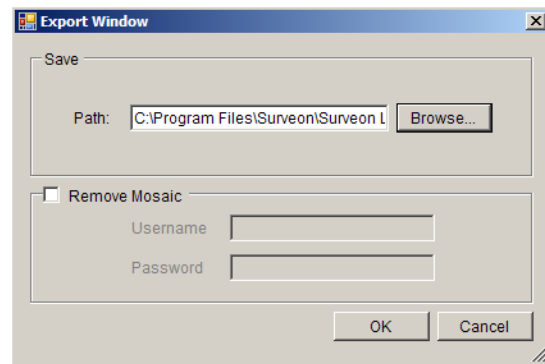 Export Window
Save
Path: C:\Program Files\Surveon\Surveon L Browse...
Remove Mosaic
Username
Password
OK Cancel